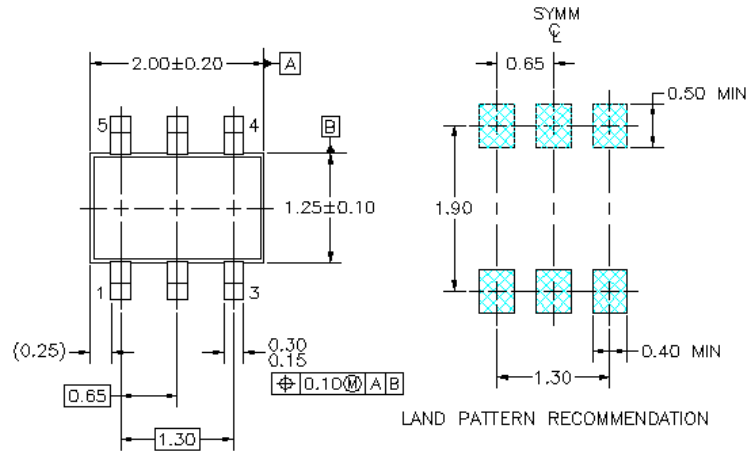 SYMM
℄
2.00±0.20
A
0.65
0.50 MIN
5
4
B
1.25±0.10
1.90
1
3
(0.25)
0.30
0.15
⌖ 0.10Ⓜ A B
0.40 MIN
0.65
1.30
1.30
LAND PATTERN RECOMMENDATION